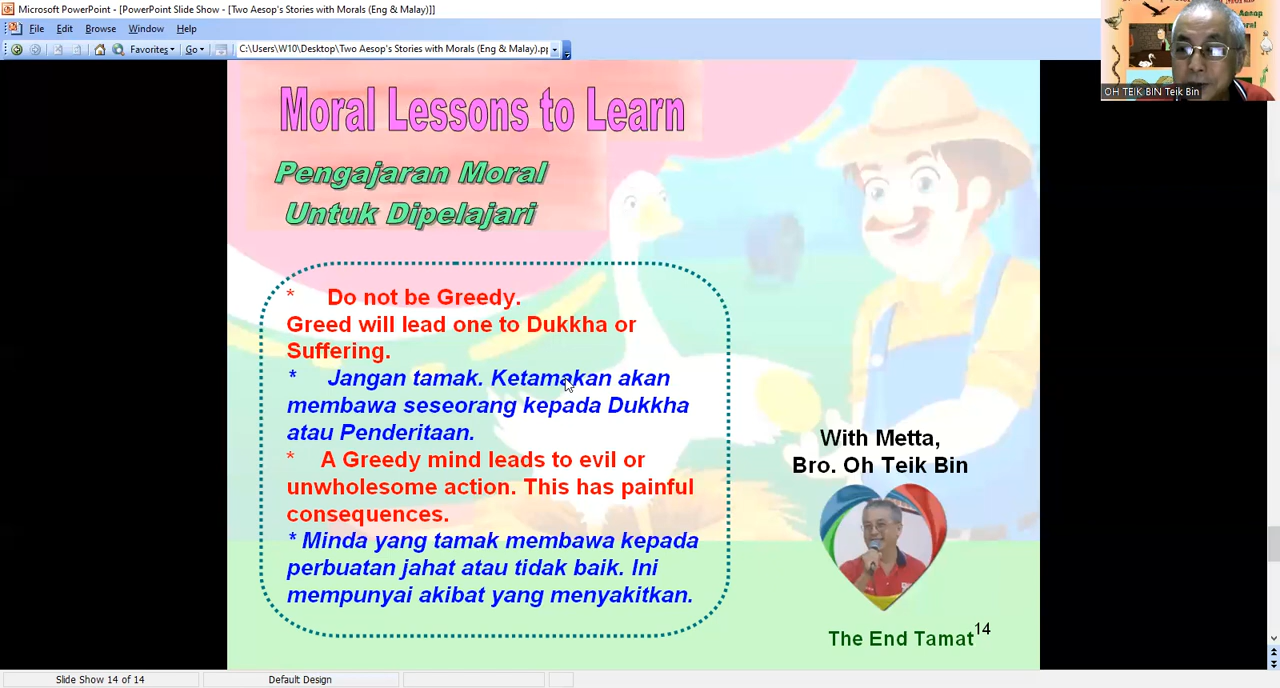 Microsoft PowerPoint - [PowerPoint Slide Show - [Two Aesop's Stories with Morals (Eng & Malay)]]
File Edit Browse Window Help
Favorites Go C:\Users\W10\Desktop\Two Aesop's Stories with Morals (Eng & Malay).pp
OH TEIK BIN Teik Bin
Moral Lessons to Learn
Pengajaran Moral
Untuk Dipelajari
* Do not be Greedy.
Greed will lead one to Dukkha or
Suffering.
* Jangan tamak. Ketamakan akan
membawa seseorang kepada Dukkha
atau Penderitaan.
* A Greedy mind leads to evil or
unwholesome action. This has painful
consequences.
* Minda yang tamak membawa kepada
perbuatan jahat atau tidak baik. Ini
mempunyai akibat yang menyakitkan.
With Metta,
Bro. Oh Teik Bin
The End Tamat
14
Slide Show 14 of 14
Default Design